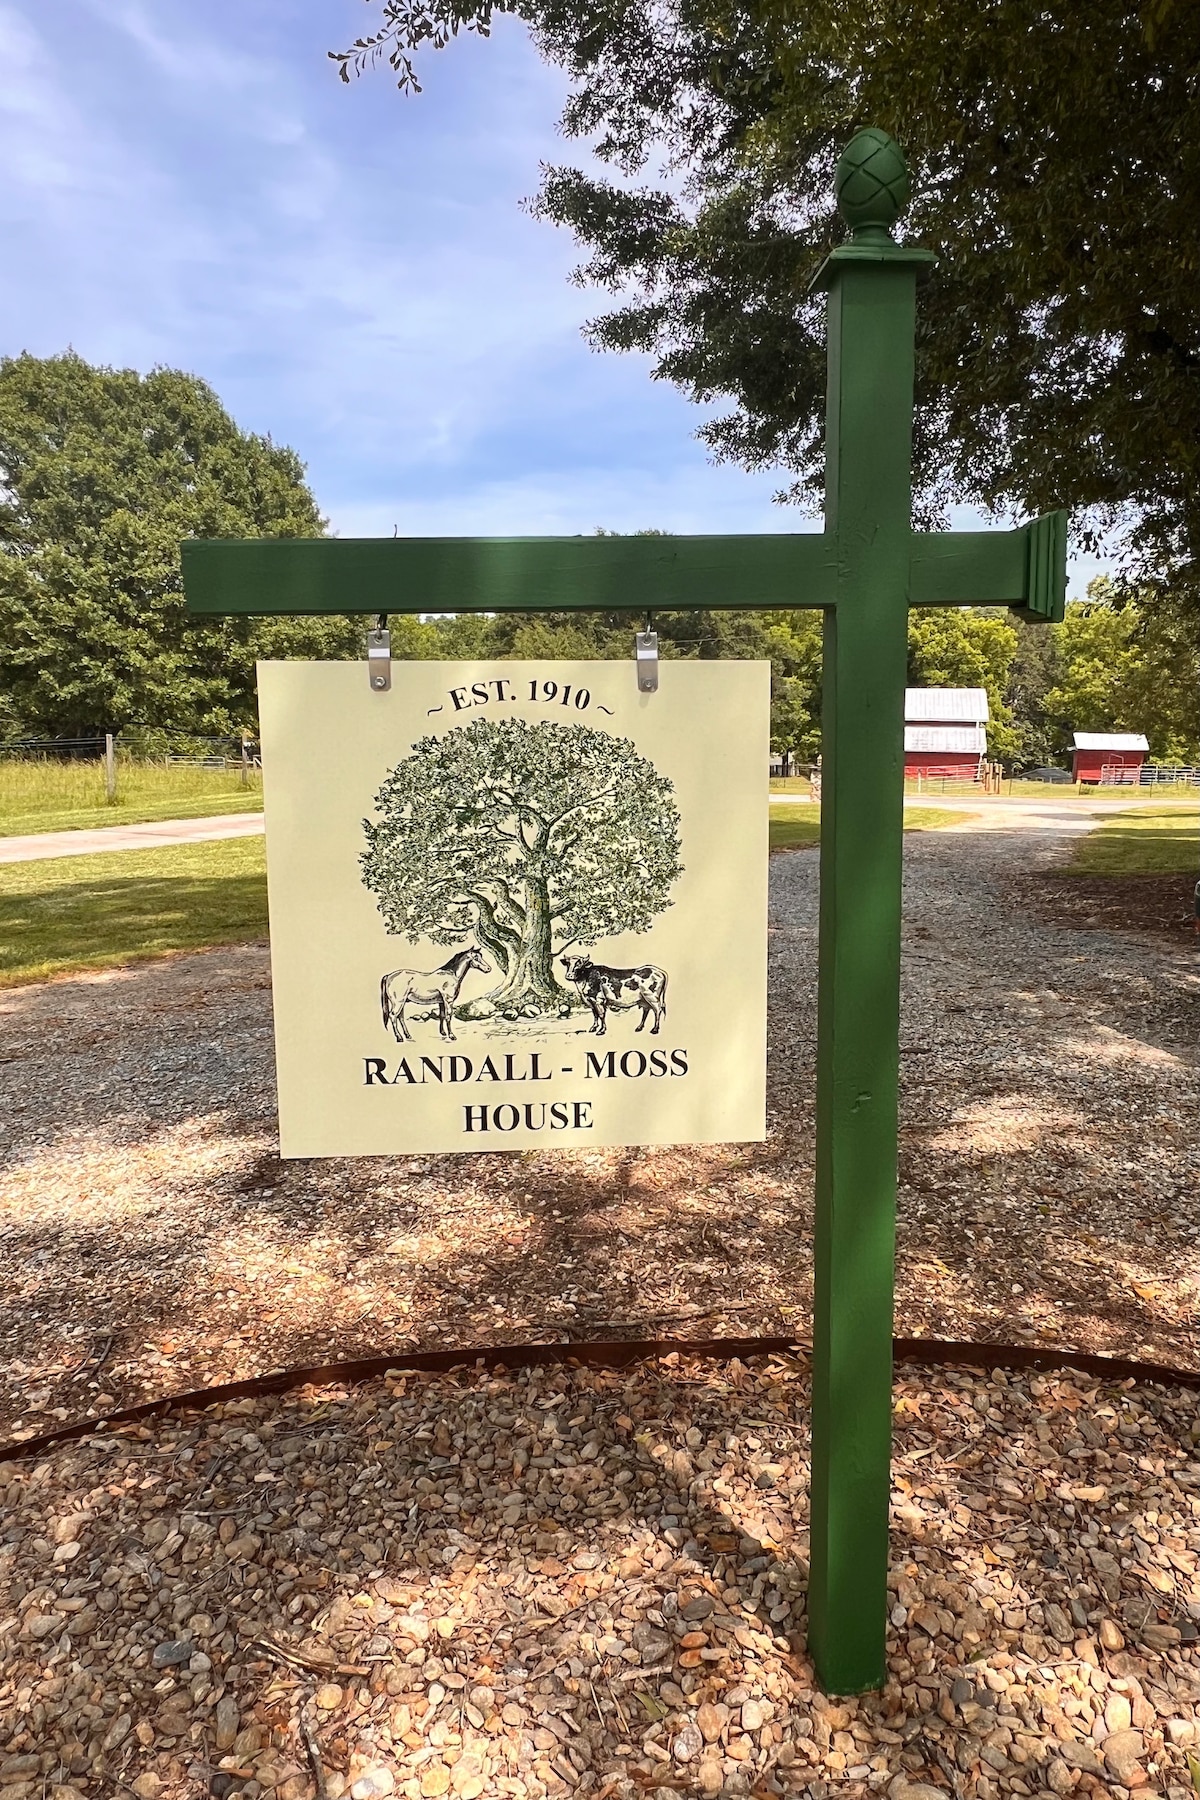 ~ EST. 1910 ~
RANDALL - MOSS
HOUSE